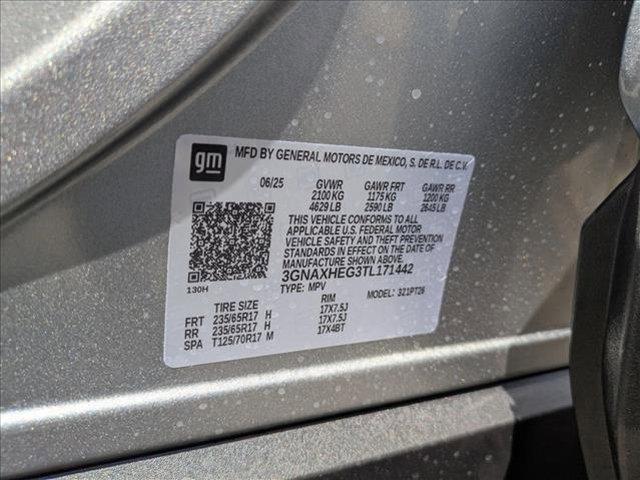 gm MFD BY GENERAL MOTORS DE MEXICO, S. DE R.L. DE C.V.
06/25 GVWR GAWR FRT GAWR RR
2100 KG 1175 KG 1200 KG
4629 LB 2590 LB 2645 LB
THIS VEHICLE CONFORMS TO ALL
APPLICABLE U.S. FEDERAL MOTOR
VEHICLE SAFETY AND THEFT PREVENTION
STANDARDS IN EFFECT ON THE DATE OF
MANUFACTURE SHOWN ABOVE.
3GNAXHEG3TL171442
130H TYPE: MPV MODEL: 321PT26
TIRE SIZE RIM
FRT 235/65R17 H 17X7.5J
RR 235/65R17 H 17X7.5J
SPA T125/70R17 M 17X4BT